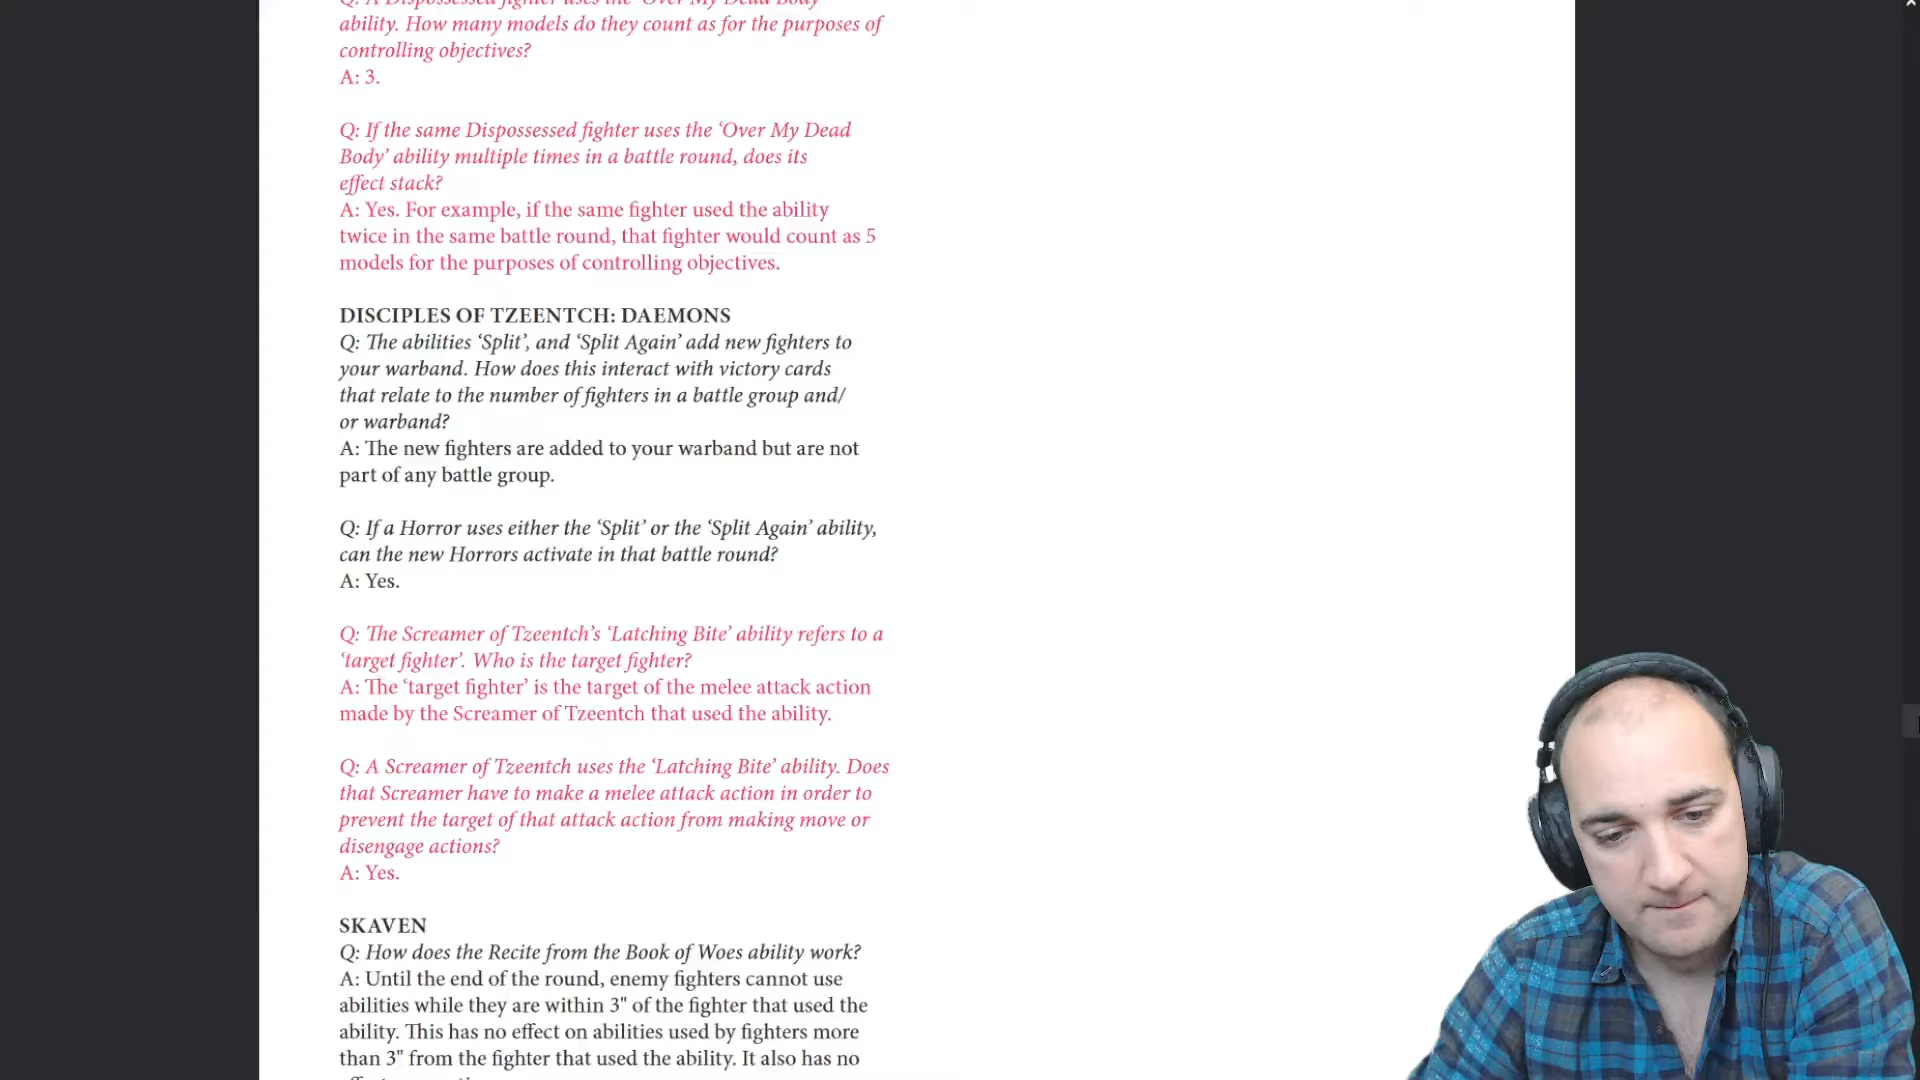 Q: A Dispossessed fighter uses the ‘Over My Dead Body’
ability. How many models do they count as for the purposes of
controlling objectives?
A: 3.
Q: If the same Dispossessed fighter uses the ‘Over My Dead
Body’ ability multiple times in a battle round, does its
effect stack?
A: Yes. For example, if the same fighter used the ability
twice in the same battle round, that fighter would count as 5
models for the purposes of controlling objectives.
DISCIPLES OF TZEENTCH: DAEMONS
Q: The abilities ‘Split’, and ‘Split Again’ add new fighters to
your warband. How does this interact with victory cards
that relate to the number of fighters in a battle group and/
or warband?
A: The new fighters are added to your warband but are not
part of any battle group.
Q: If a Horror uses either the ‘Split’ or the ‘Split Again’ ability,
can the new Horrors activate in that battle round?
A: Yes.
Q: The Screamer of Tzeentch’s ‘Latching Bite’ ability refers to a
‘target fighter’. Who is the target fighter?
A: The ‘target fighter’ is the target of the melee attack action
made by the Screamer of Tzeentch that used the ability.
Q: A Screamer of Tzeentch uses the ‘Latching Bite’ ability. Does
that Screamer have to make a melee attack action in order to
prevent the target of that attack action from making move or
disengage actions?
A: Yes.
SKAVEN
Q: How does the Recite from the Book of Woes ability work?
A: Until the end of the round, enemy fighters cannot use
abilities while they are within 3" of the fighter that used the
ability. This has no effect on abilities used by fighters more
than 3" from the fighter that used the ability. It also has no